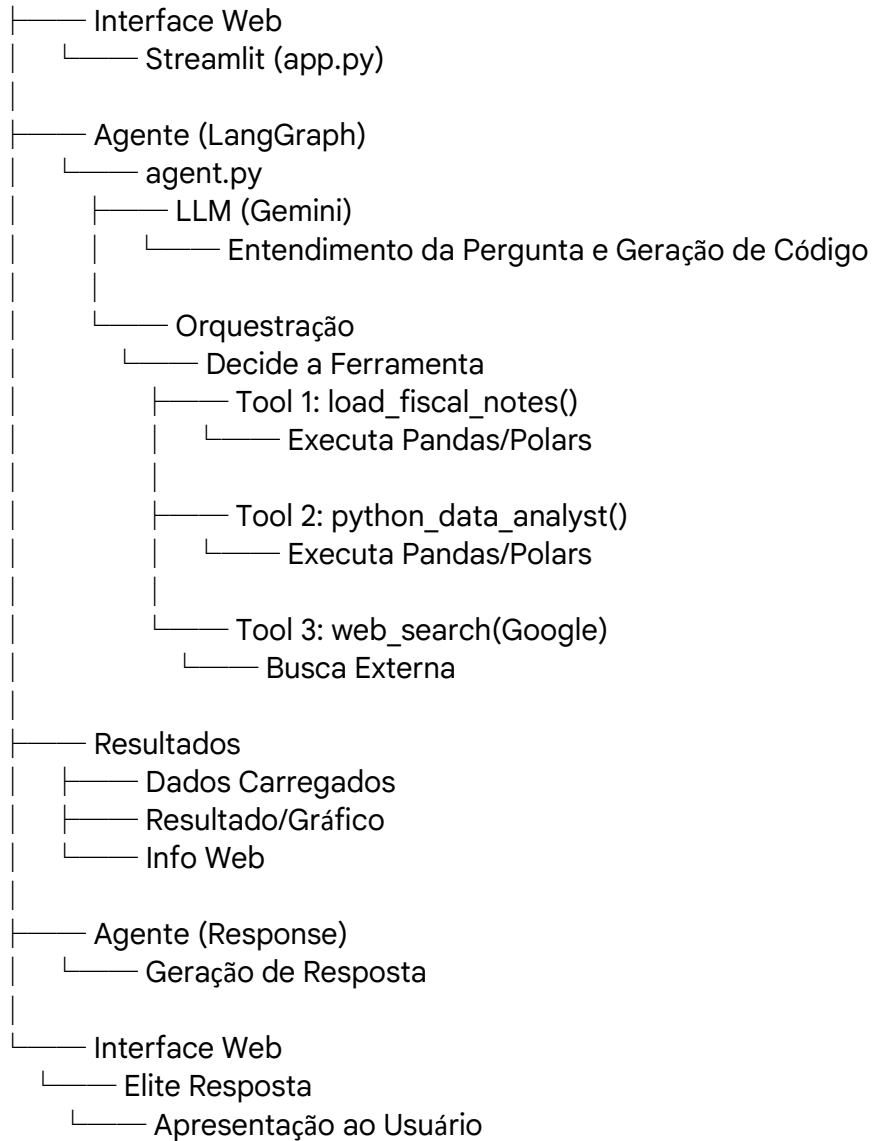 Interface Web
Streamlit (app.py)
Agente (LangGraph)
agent.py
LLM (Gemini)
Entendimento da Pergunta e Geração de Código
Orquestração
Decide a Ferramenta
Tool 1: load_fiscal_notes()
Executa Pandas/Polars
Tool 2: python_data_analyst()
Executa Pandas/Polars
Tool 3: web_search(Google)
Busca Externa
Resultados
Dados Carregados
Resultado/Gráfico
Info Web
Agente (Response)
Geração de Resposta
Interface Web
Elite Resposta
Apresentação ao Usuário